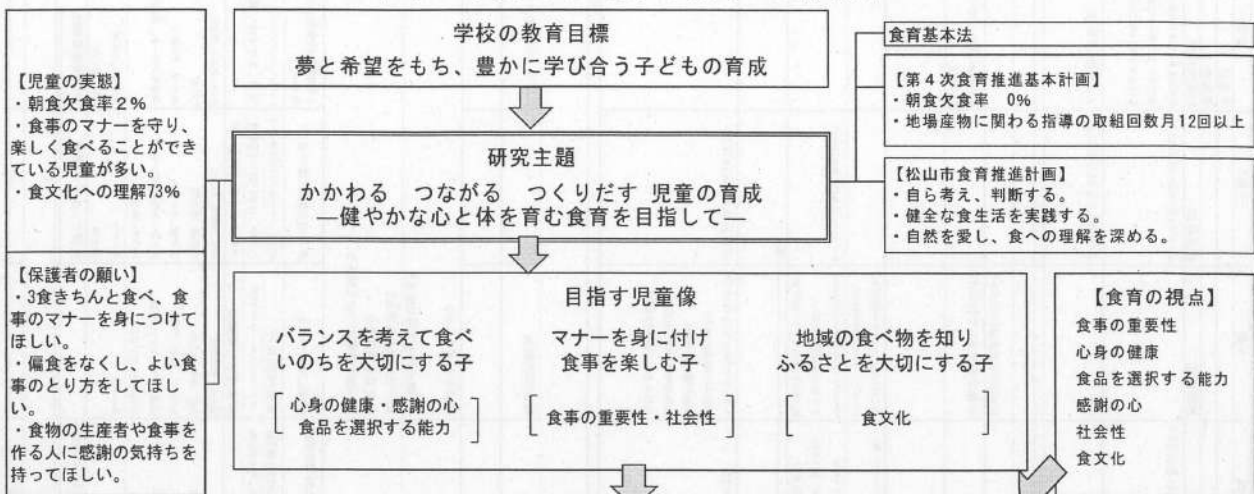 学校の教育目標
夢と希望をもち、豊かに学び合う子どもの育成
研究主題
かかわる　つながる　つくりだす 児童の育成
―健やかな心と体を育む食育を目指して―
【児童の実態】
・朝食欠食率２％
・食事のマナーを守り、
楽しく食べることができ
ている児童が多い。
・食文化への理解73%
【保護者の願い】
・3食きちんと食べ、食
事のマナーを身につけて
ほしい。
・偏食をなくし、よい食
事のとり方をしてほし
い。
・食物の生産者や食事を
作る人に感謝の気持ちを
持ってほしい。
食育基本法
【第４次食育推進基本計画】
・朝食欠食率　0%
・地場産物に関わる指導の取組回数月12回以上
【松山市食育推進計画】
・自ら考え、判断する。
・健全な食生活を実践する。
・自然を愛し、食への理解を深める。
目指す児童像
バランスを考えて食べ
いのちを大切にする子
心身の健康・感謝の心
食品を選択する能力
マナーを身に付け
食事を楽しむ子
食事の重要性・社会性
地域の食べ物を知り
ふるさとを大切にする子
食文化
【食育の視点】
食事の重要性
心身の健康
食品を選択する能力
感謝の心
社会性
食文化